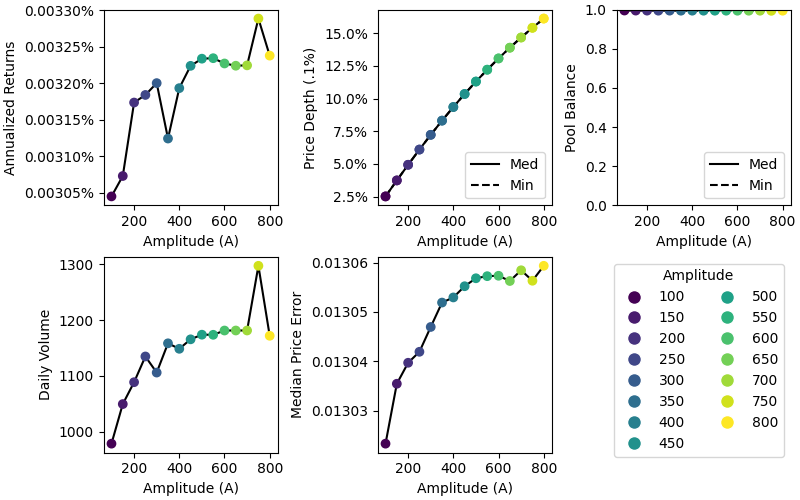 0.00330%
0.00325%
0.00320%
0.00315%
0.00310%
0.00305%
Annualized Returns
200 400 600 800
Amplitude (A)
15.0%
12.5%
10.0%
7.5%
5.0%
2.5%
Price Depth (.1%)
Med
Min
200 400 600 800
Amplitude (A)
1.0
0.8
0.6
0.4
0.2
0.0
Pool Balance
Med
Min
200 400 600 800
Amplitude (A)
1300
1200
1100
1000
Daily Volume
200 400 600 800
Amplitude (A)
0.01306
0.01305
0.01304
0.01303
Median Price Error
200 400 600 800
Amplitude (A)
Amplitude
100 500
150 550
200 600
250 650
300 700
350 750
400 800
450